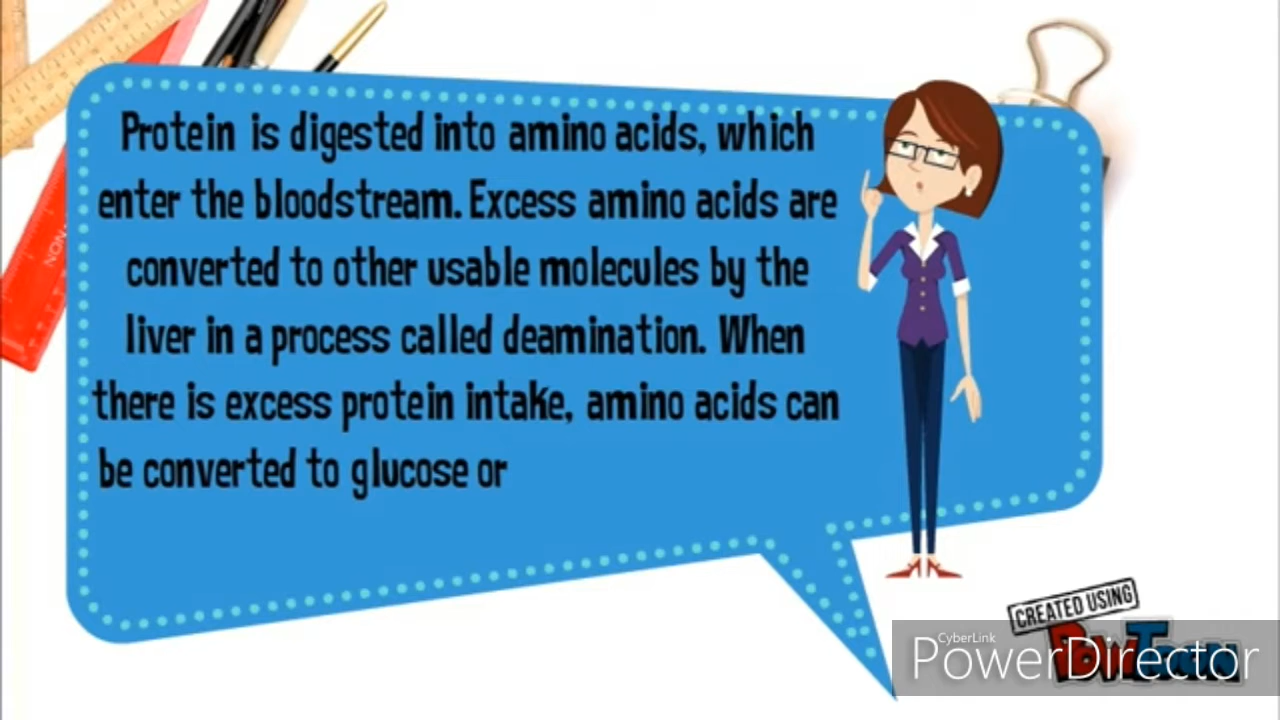 Protein is digested into amino acids, which
enter the bloodstream. Excess amino acids are
converted to other usable molecules by the
liver in a process called deamination. When
there is excess protein intake, amino acids can
be converted to glucose or
CREATED USING
PowToon
CyberLink
PowerDirector
NON